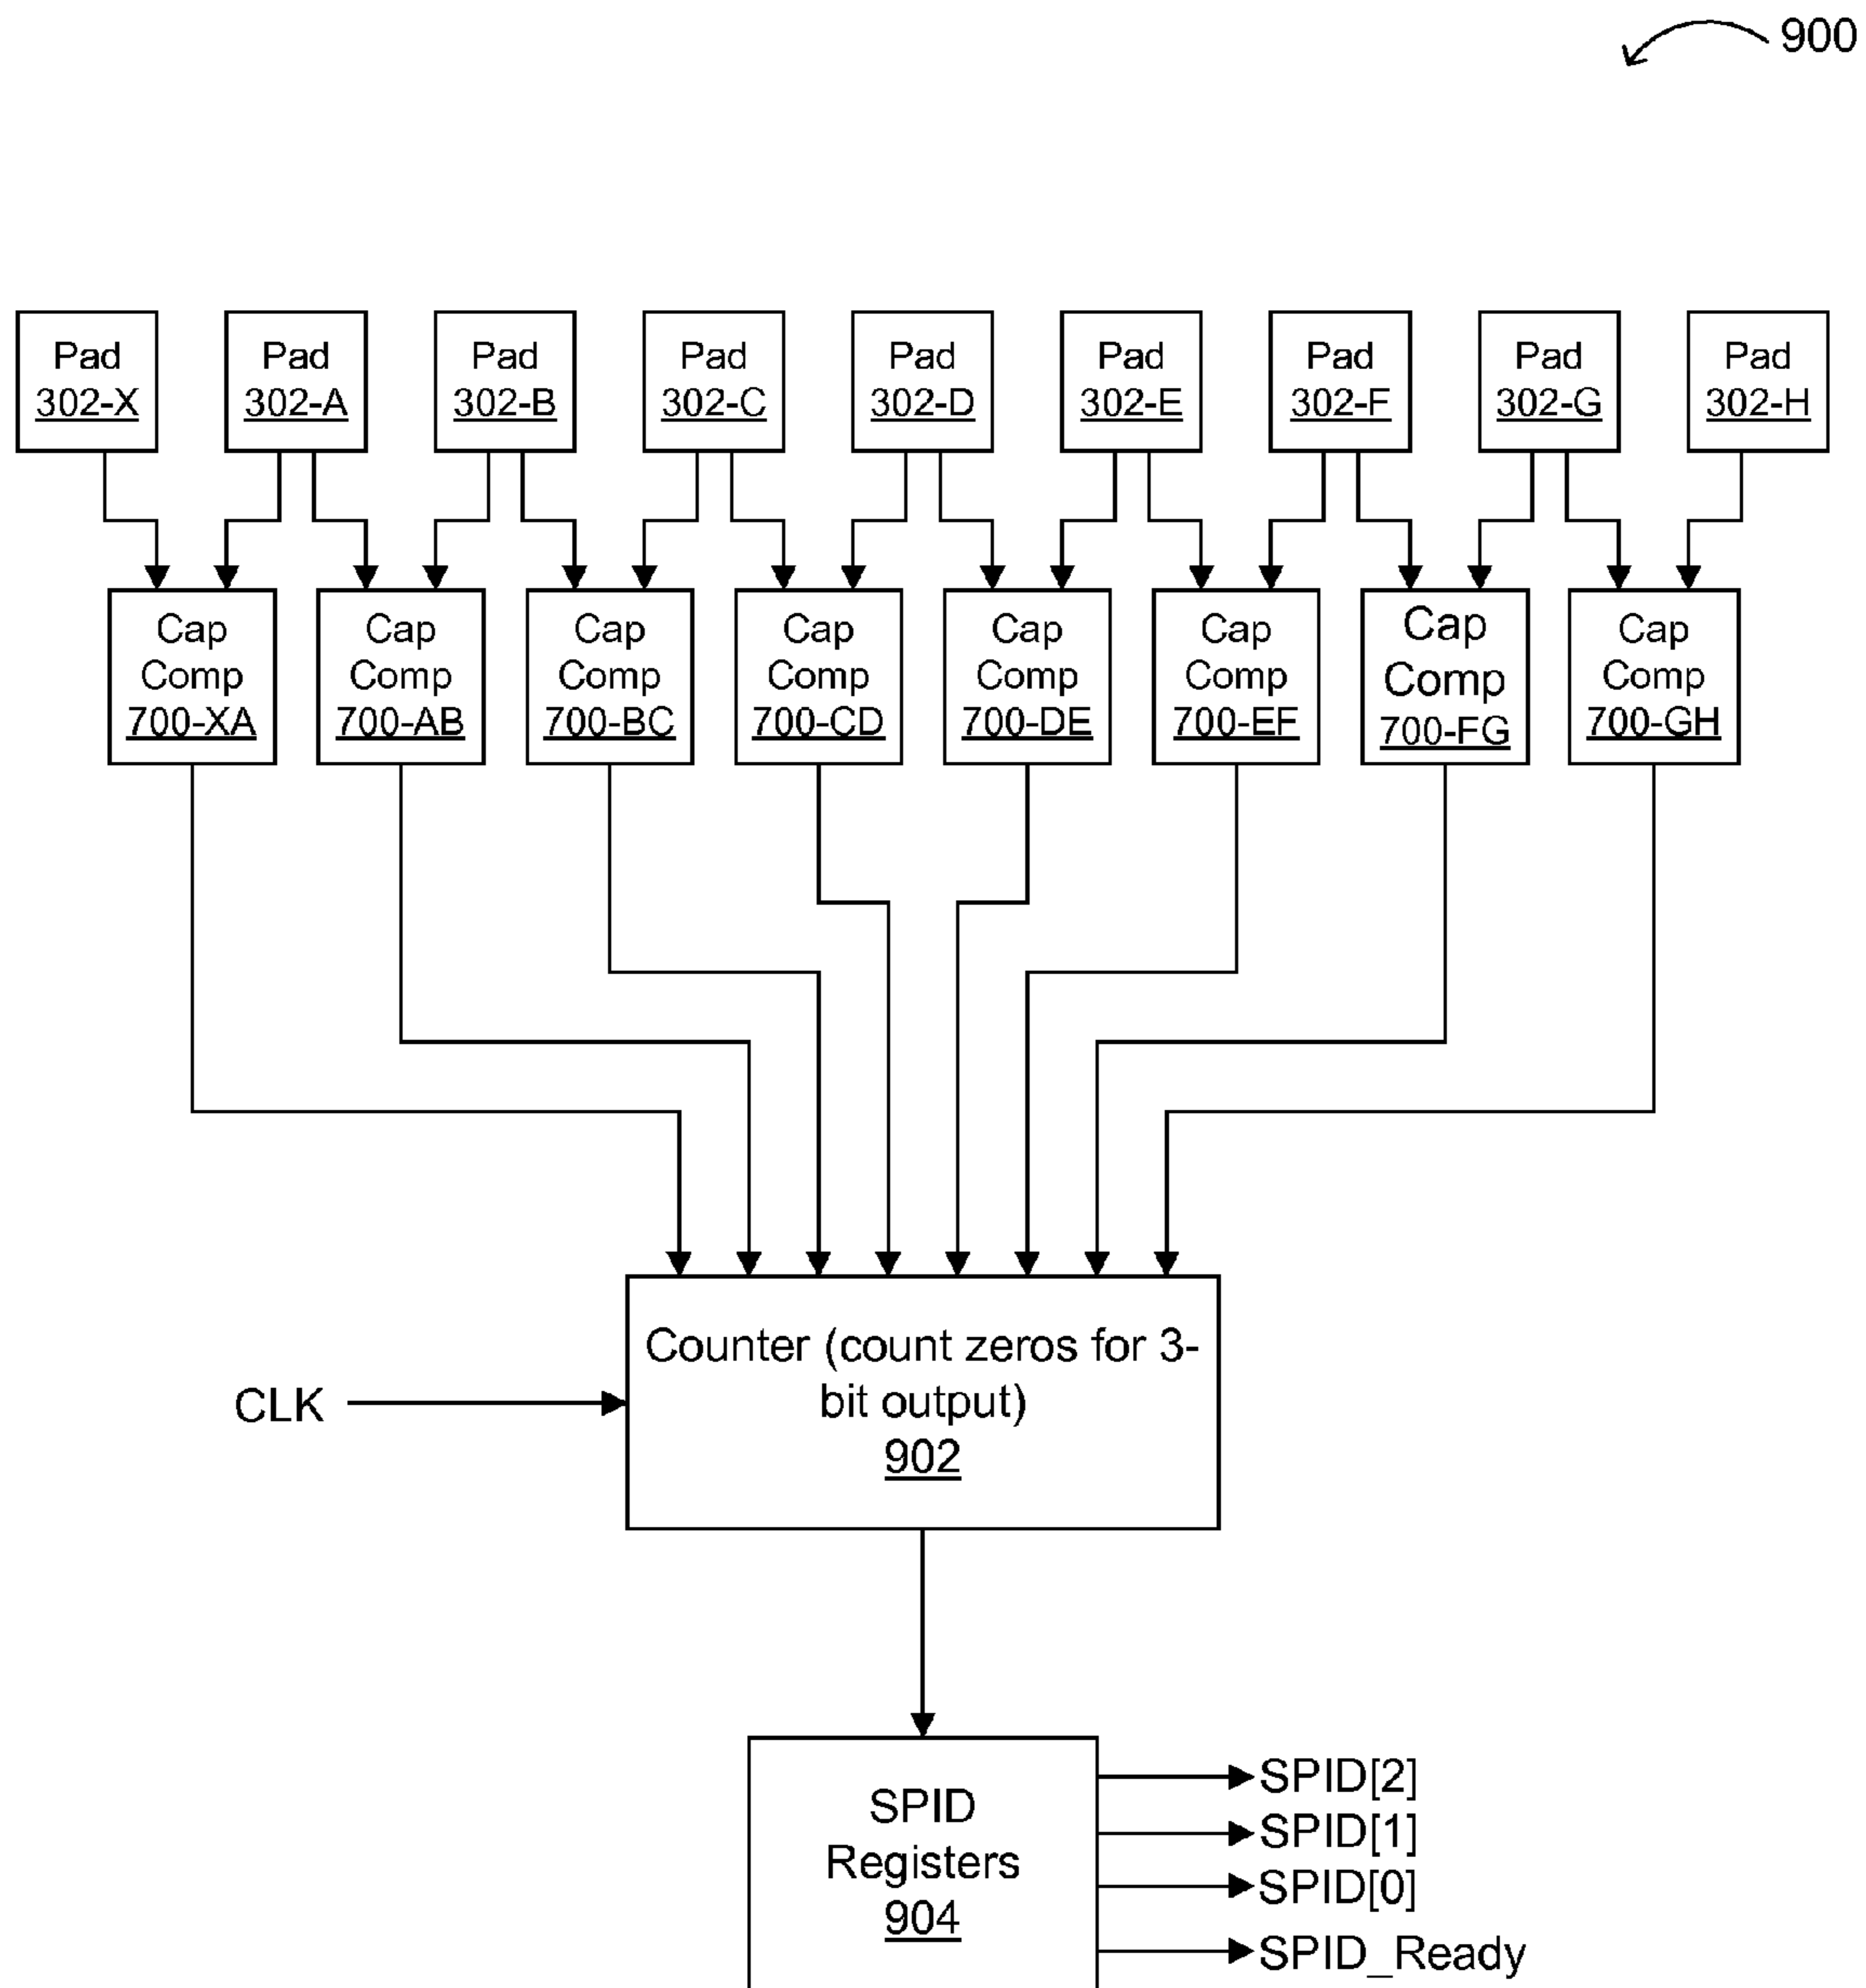 900
Pad
302-X
Pad
302-A
Pad
302-B
Pad
302-C
Pad
302-D
Pad
302-E
Pad
302-F
Pad
302-G
Pad
302-H
Cap
Comp
700-XA
Cap
Comp
700-AB
Cap
Comp
700-BC
Cap
Comp
700-CD
Cap
Comp
700-DE
Cap
Comp
700-EF
Cap
Comp
700-FG
Cap
Comp
700-GH
CLK
Counter (count zeros for 3-
bit output)
902
SPID
Registers
904
SPID[2]
SPID[1]
SPID[0]
SPID_Ready